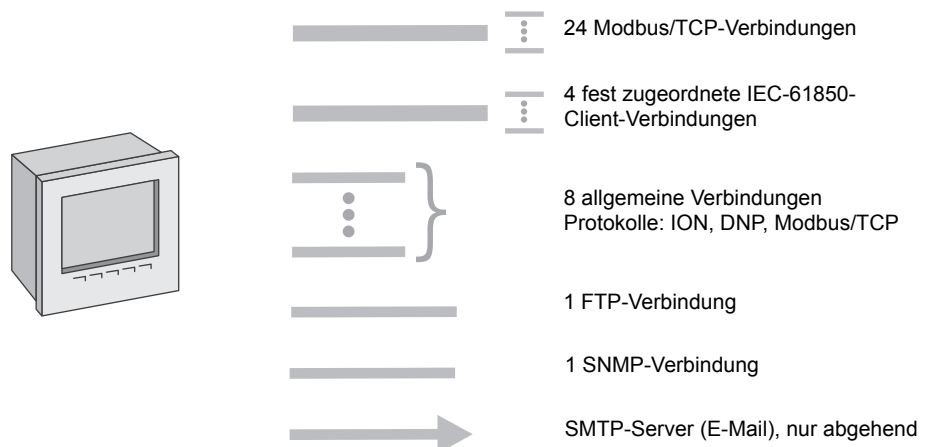 24 Modbus/TCP-Verbindungen
4 fest zugeordnete IEC-61850-
Client-Verbindungen
8 allgemeine Verbindungen
Protokolle: ION, DNP, Modbus/TCP
1 FTP-Verbindung
1 SNMP-Verbindung
SMTP-Server (E-Mail), nur abgehend